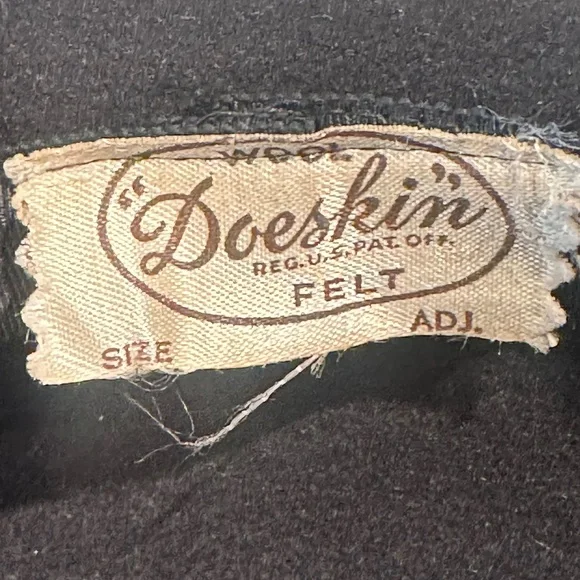 WOOL
"Doeskin"
REG. U.S. PAT. OFF.
FELT
SIZE ADJ.